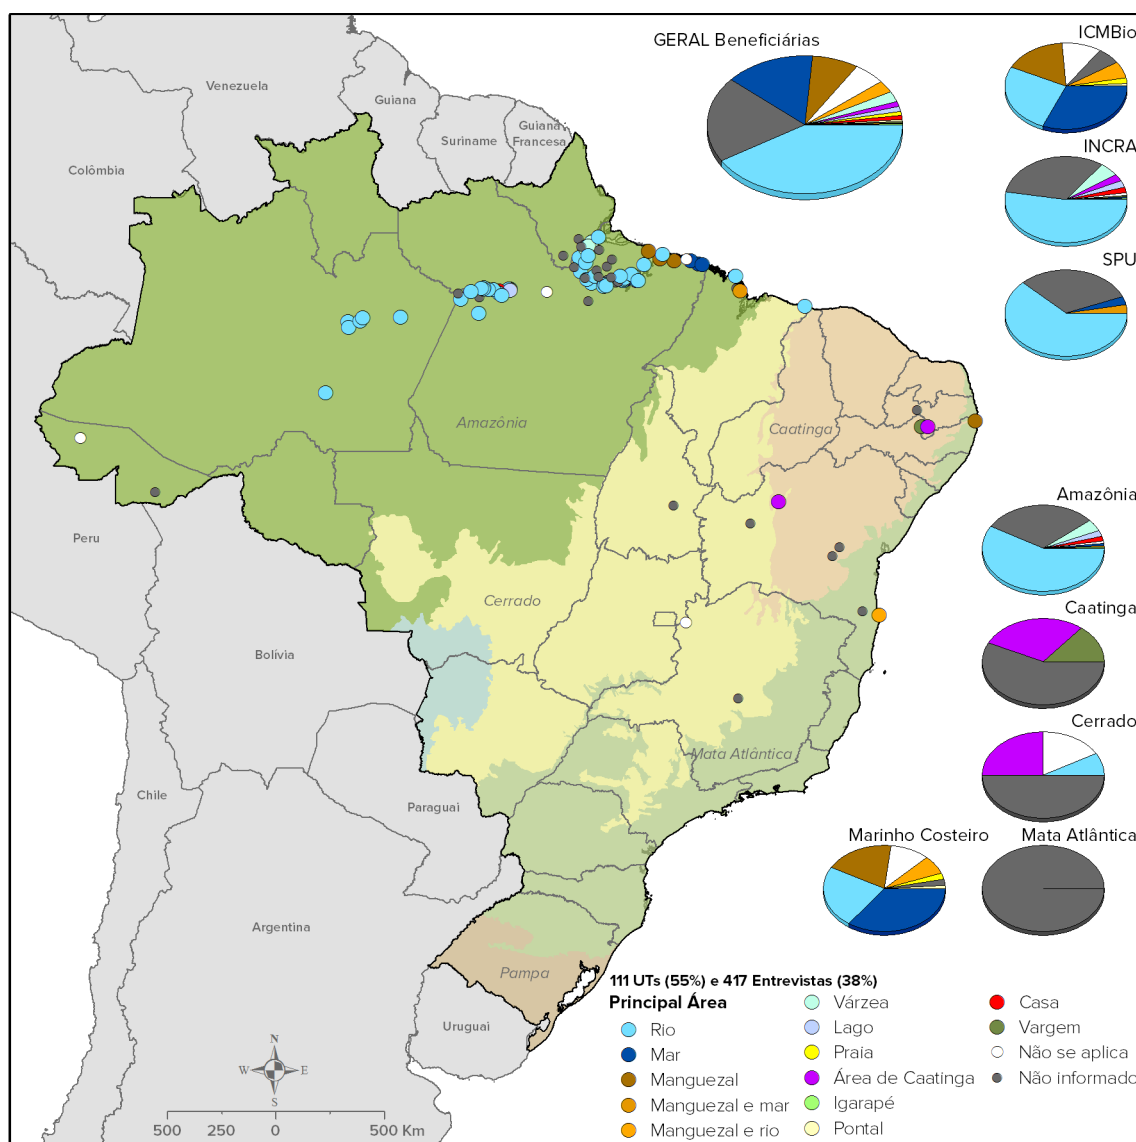 GERAL Beneficiárias
ICMBio
INCRA
SPU
Venezuela
Guiana
Suriname
Guiana
Francesa
Colômbia
Amazônia
Caatinga
Peru
Cerrado
Bolívia
Mata Atlântica
Paraguai
Chile
Argentina
Pampa
Uruguai
Amazônia
Caatinga
Cerrado
Marinho Costeiro
Mata Atlântica
111 UTs (55%) e 417 Entrevistas (38%)
Principal Área
Rio
Mar
Manguezal
Manguezal e mar
Manguezal e rio
Várzea
Lago
Praia
Área de Caatinga
Igarapé
Pontal
Casa
Vargem
Não se aplica
Não informado
N
W E
S
500 250 0 500 Km